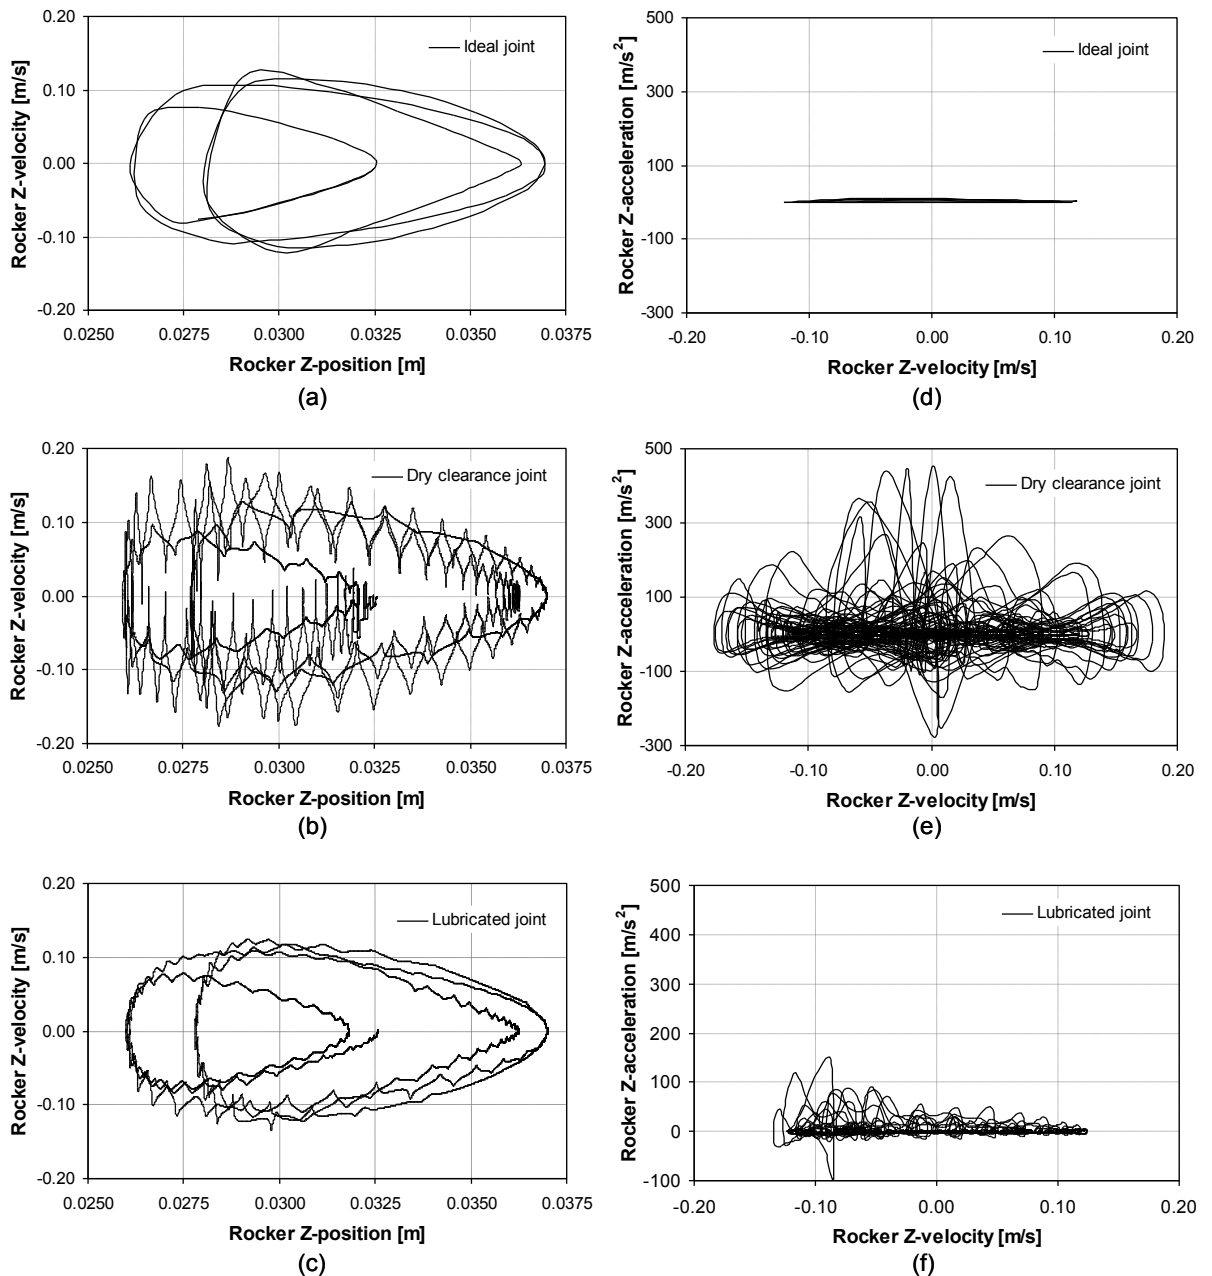 0.20
0.10
0.00
-0.10
-0.20
Rocker Z-velocity [m/s]
Ideal joint
0.0250 0.0275 0.0300 0.0325 0.0350 0.0375
Rocker Z-position [m]
(a)
500
300
100
-100
-300
Rocker Z-acceleration [m/s²]
Ideal joint
-0.20 -0.10 0.00 0.10 0.20
Rocker Z-velocity [m/s]
(d)
0.20
0.10
0.00
-0.10
-0.20
Rocker Z-velocity [m/s]
Dry clearance joint
0.0250 0.0275 0.0300 0.0325 0.0350 0.0375
Rocker Z-position [m]
(b)
500
300
100
-100
-300
Rocker Z-acceleration [m/s²]
Dry clearance joint
-0.20 -0.10 0.00 0.10 0.20
Rocker Z-velocity [m/s]
(e)
0.20
0.10
0.00
-0.10
-0.20
Rocker Z-velocity [m/s]
Lubricated joint
0.0250 0.0275 0.0300 0.0325 0.0350 0.0375
Rocker Z-position [m]
(c)
500
400
300
200
100
0
-100
Rocker Z-acceleration [m/s²]
Lubricated joint
-0.20 -0.10 0.00 0.10 0.20
Rocker Z-velocity [m/s]
(f)